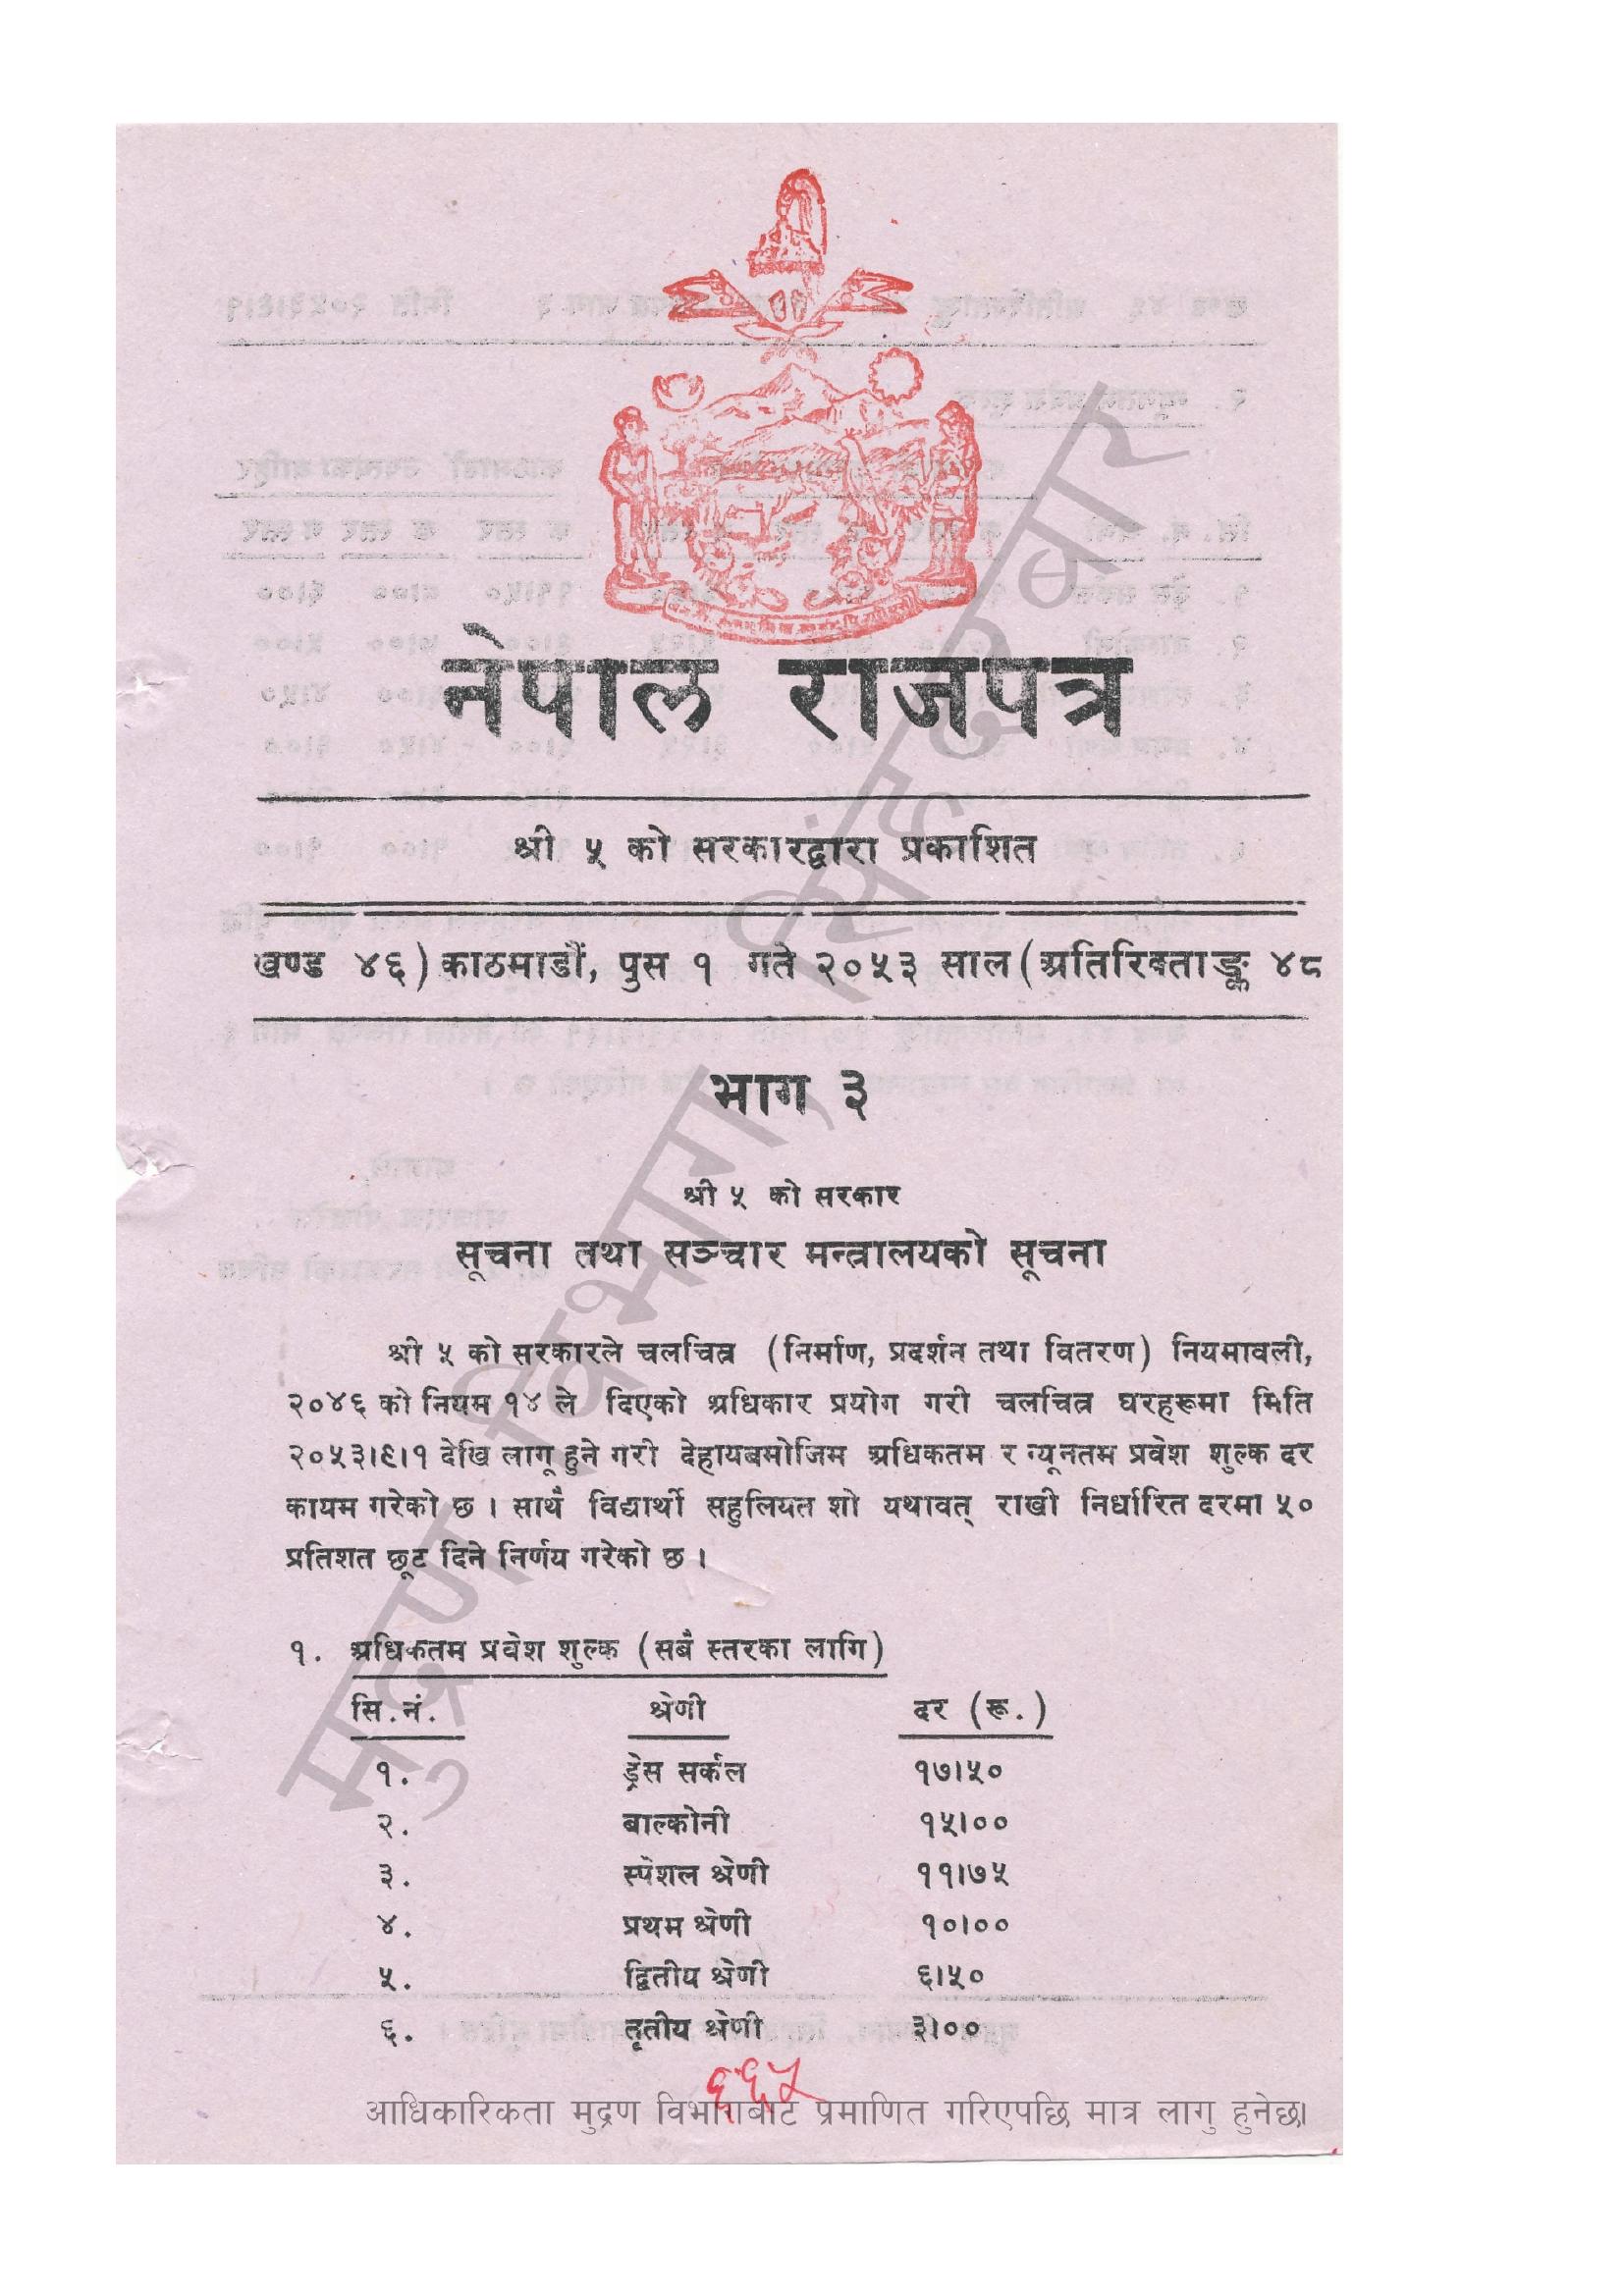 नेपाल राजपत्र
श्री ५ को सरकारद्वारा प्रकाशित
खण्ड ४६) काठमाडौं, पुस १ गते २०५३ साल (अतिरिक्ताङ्क ४८
भाग ३
श्री ५ को सरकार
सूचना तथा सञ्चार मन्त्रालयको सूचना
श्री ५ को सरकारले चलचित्र (निर्माण, प्रदर्शन तथा वितरण) नियमावली,
२०४६ को नियम १४ ले दिएको अधिकार प्रयोग गरी चलचित्र घरहरूमा मिति
२०५३।९।१ देखि लागू हुने गरी देहायबमोजिम अधिकतम र न्यूनतम प्रवेश शुल्क दर
कायम गरेको छ । साथै विद्यार्थी सहुलियत शो यथावत् राखी निर्धारित दरमा ५०
प्रतिशत छूट दिने निर्णय गरेको छ ।
१. अधिकतम प्रवेश शुल्क (सबै स्तरका लागि)
सि.नं. श्रेणी दर (रू.)
१. ड्रेस सर्कल १७।५०
२. बाल्कोनी १५।००
३. स्पेशल श्रेणी ११।७५
४. प्रथम श्रेणी १०।००
५. द्वितीय श्रेणी ६।५०
६. तृतीय श्रेणी ३।००
६६५
आधिकारिकता मुद्रण विभागबाट प्रमाणित गरिएपछि मात्र लागु हुनेछ।
मुद्रण विभाग, सिंहदरबार